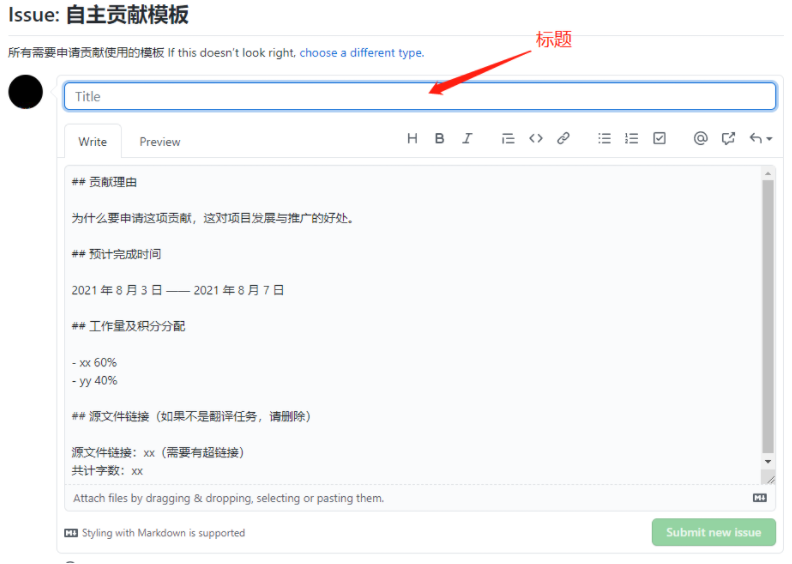 Issue: 自主贡献模板
所有需要申请贡献使用的模板 If this doesn't look right, choose a different type.
标题
Title
Write Preview
## 贡献理由
为什么要申请这项贡献，这对项目发展与推广的好处。
## 预计完成时间
2021 年 8 月 3 日 —— 2021 年 8 月 7 日
## 工作量及积分分配
- xx 60%
- yy 40%
## 源文件链接（如果不是翻译任务，请删除）
源文件链接：xx（需要有超链接）
共计字数：xx
Attach files by dragging & dropping, selecting or pasting them.
Styling with Markdown is supported
Submit new issue